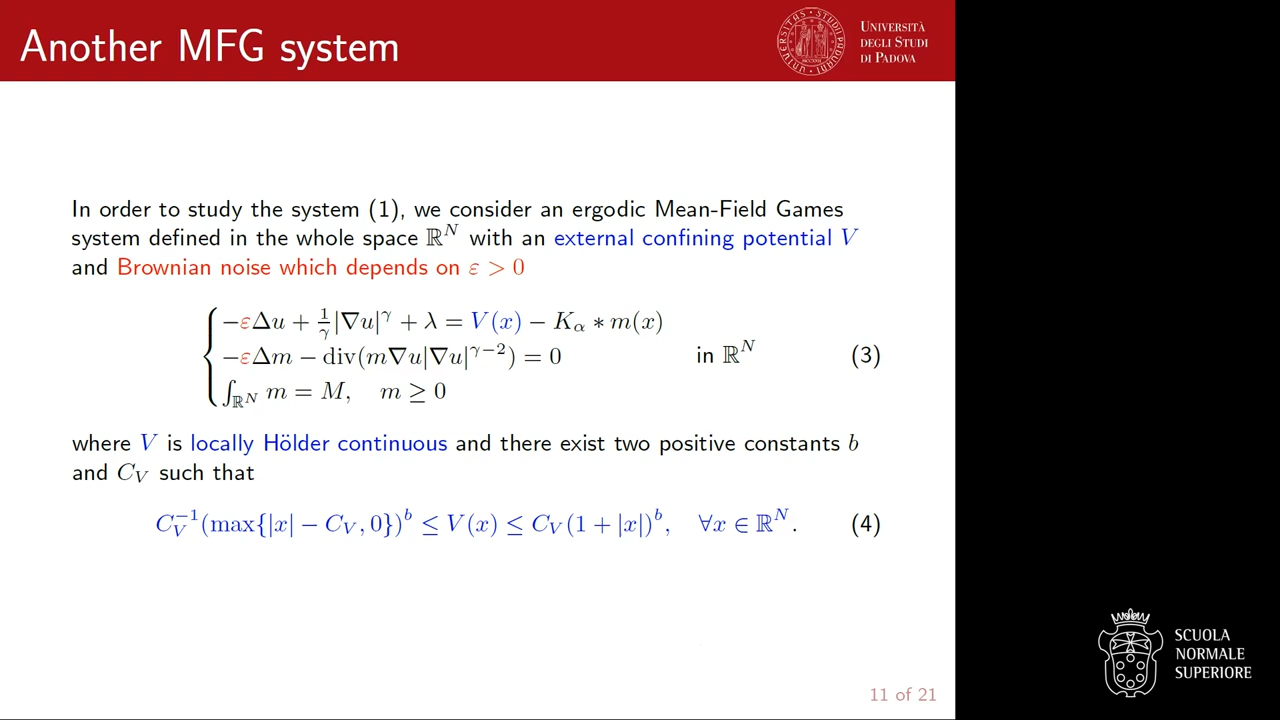 Another MFG system
UNIVERSITÀ
DEGLI STUDI
DI PADOVA
In order to study the system (1), we consider an ergodic Mean-Field Games
system defined in the whole space ℝ^N with an external confining potential V
and Brownian noise which depends on ε > 0
−εΔu + 1/γ |∇u|^γ + λ = V(x) − K_α ∗ m(x)
−εΔm − div(m∇u|∇u|^{γ−2}) = 0 in ℝ^N (3)
∫_{ℝ^N} m = M, m ≥ 0
where V is locally Hölder continuous and there exist two positive constants b
and C_V such that
C_V^{−1}(max{|x| − C_V, 0})^b ≤ V(x) ≤ C_V(1 + |x|)^b, ∀x ∈ ℝ^N. (4)
SCUOLA
NORMALE
SUPERIORE
11 of 21